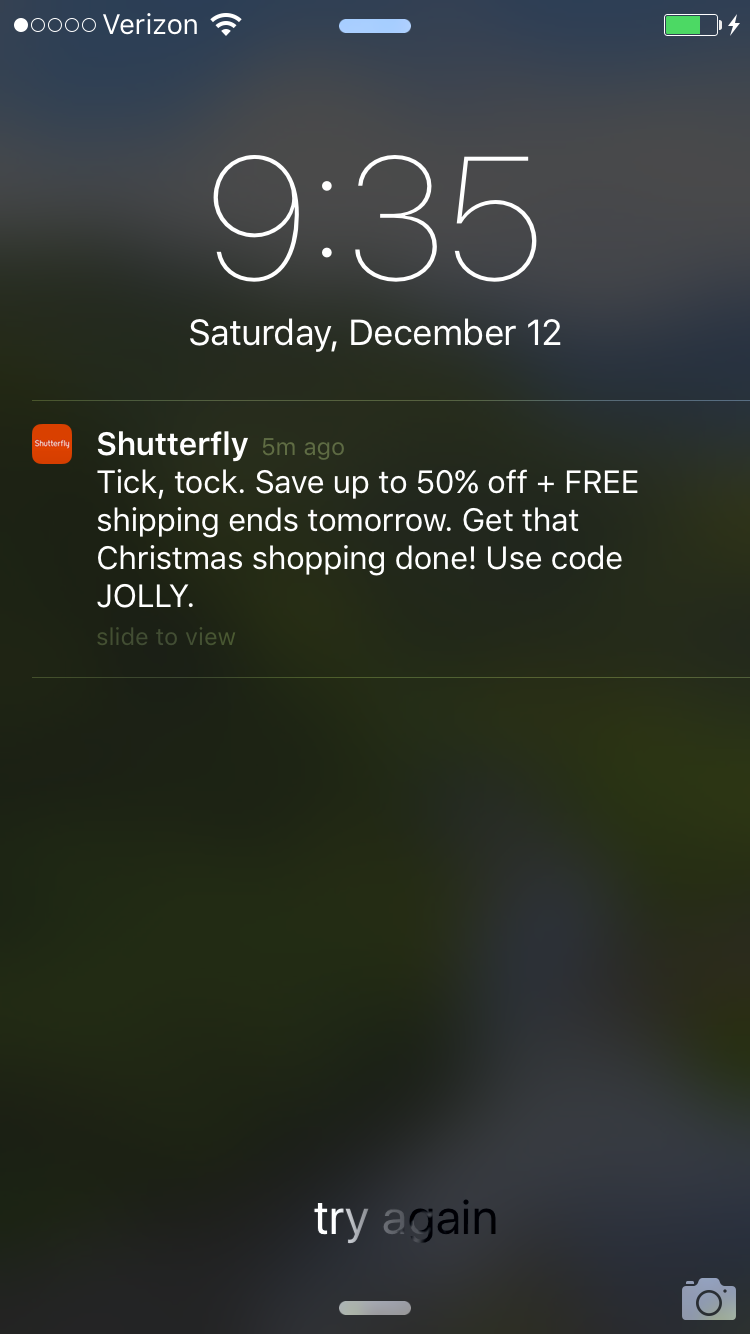 Verizon
9:35
Saturday, December 12
Shutterfly
Shutterfly 5m ago
Tick, tock. Save up to 50% off + FREE
shipping ends tomorrow. Get that
Christmas shopping done! Use code
JOLLY.
slide to view
try again